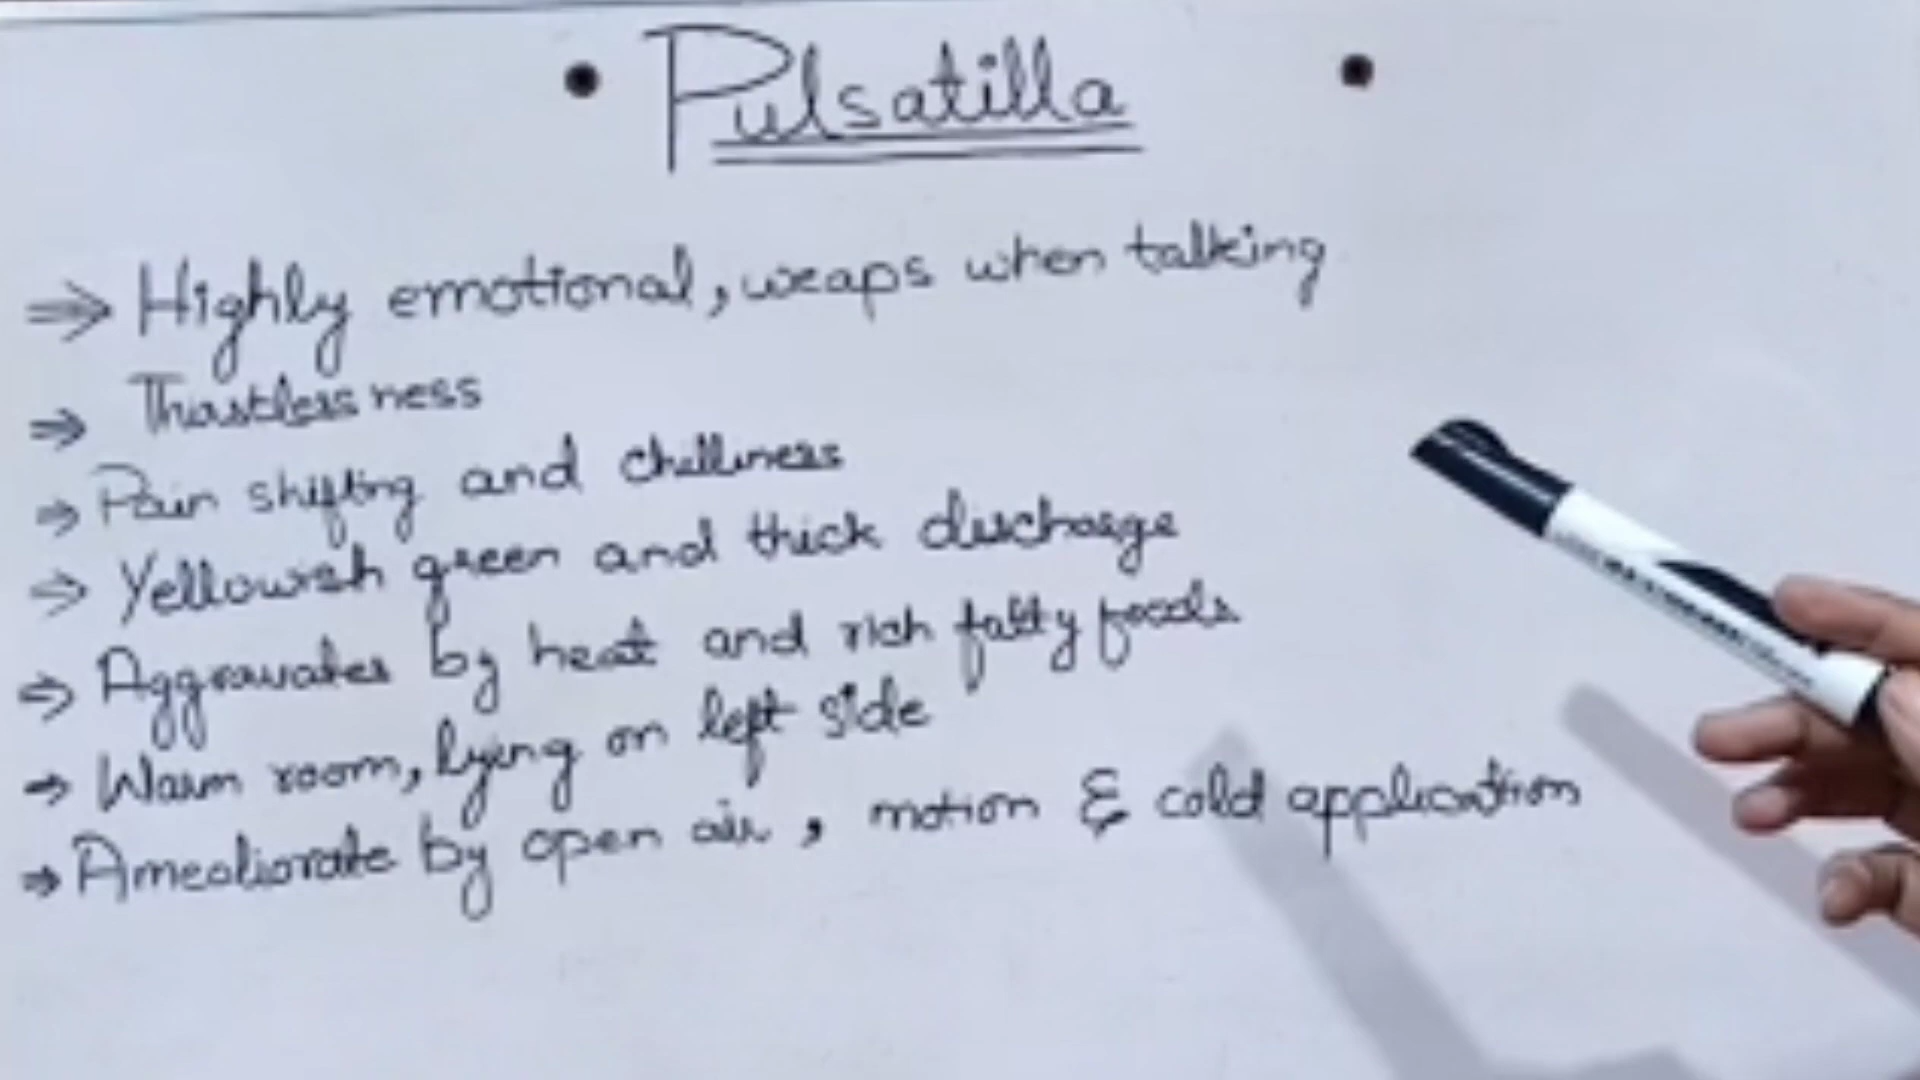 Pulsatilla
⇒ Highly emotional, weaps when talking
⇒ Thirstlessness
⇒ Pain shifting and chilliness
⇒ Yellowish green and thick discharge
⇒ Aggravates by heat and rich fatty foods
⇒ Warm room, lying on left side
⇒ Amealiorate by open air, motion & cold application